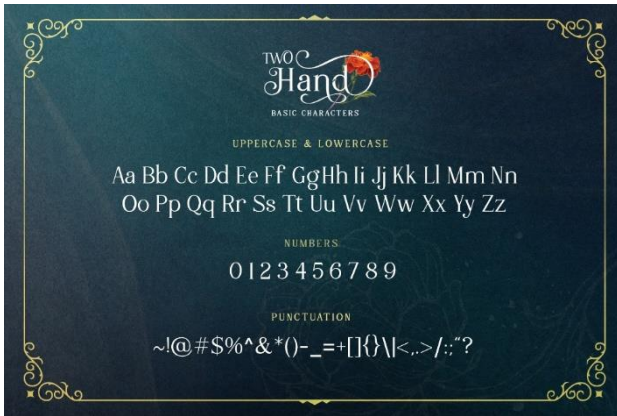 TWO
Hand
BASIC CHARACTERS
UPPERCASE & LOWERCASE
Aa Bb Cc Dd Ee Ff GgHh Ii Jj Kk Ll Mm Nn
Oo Pp Qq Rr Ss Tt Uu Vv Ww Xx Yy Zz
NUMBERS
0123456789
PUNCTUATION
~!@#$%^&*()-_=+[]{}\|<,.>/:;"?